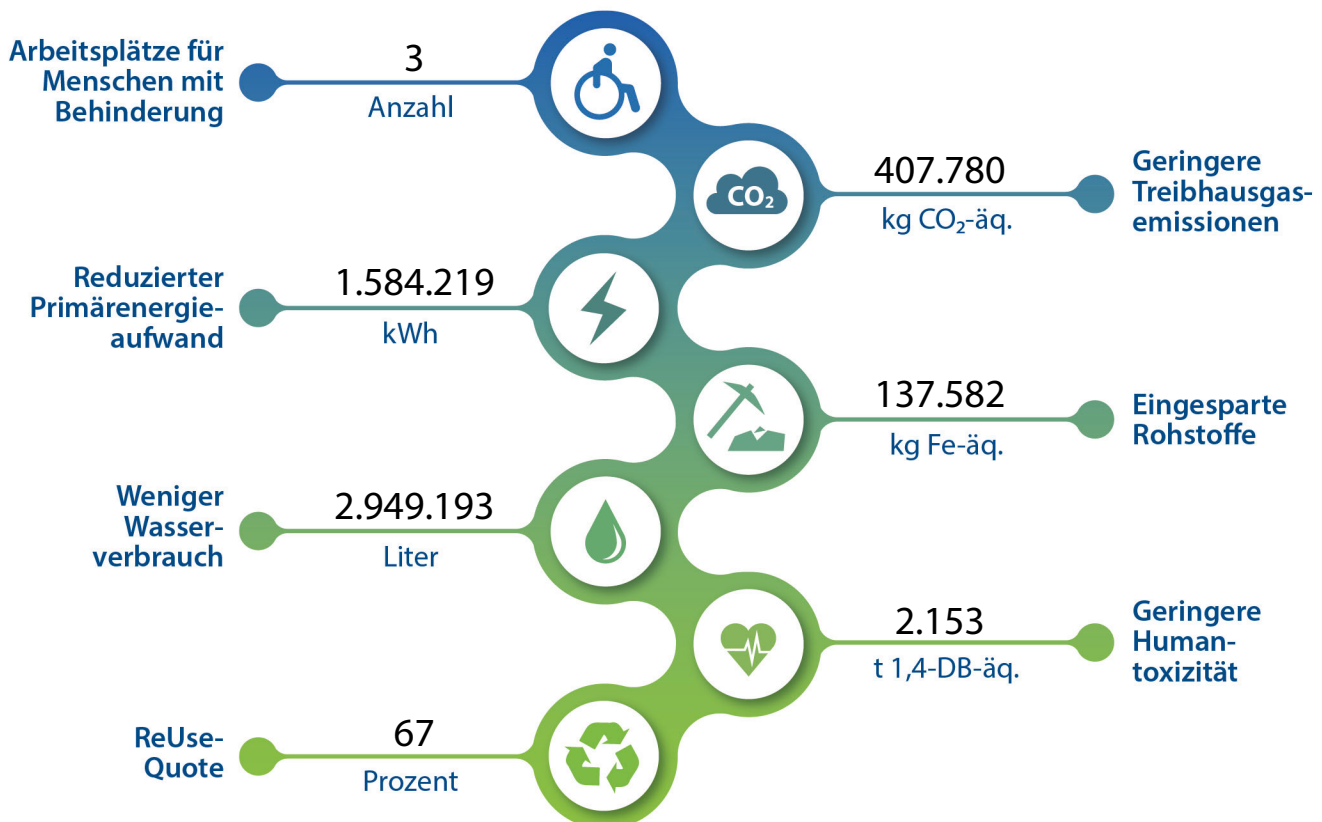 Arbeitsplätze für
Menschen mit
Behinderung
3
Anzahl
CO₂
407.780
kg CO₂-äq.
Geringere
Treibhausgas-
emissionen
Reduzierter
Primärenergie-
aufwand
1.584.219
kWh
137.582
kg Fe-äq.
Eingesparte
Rohstoffe
Weniger
Wasser-
verbrauch
2.949.193
Liter
2.153
t 1,4-DB-äq.
Geringere
Human-
toxizität
ReUse-
Quote
67
Prozent